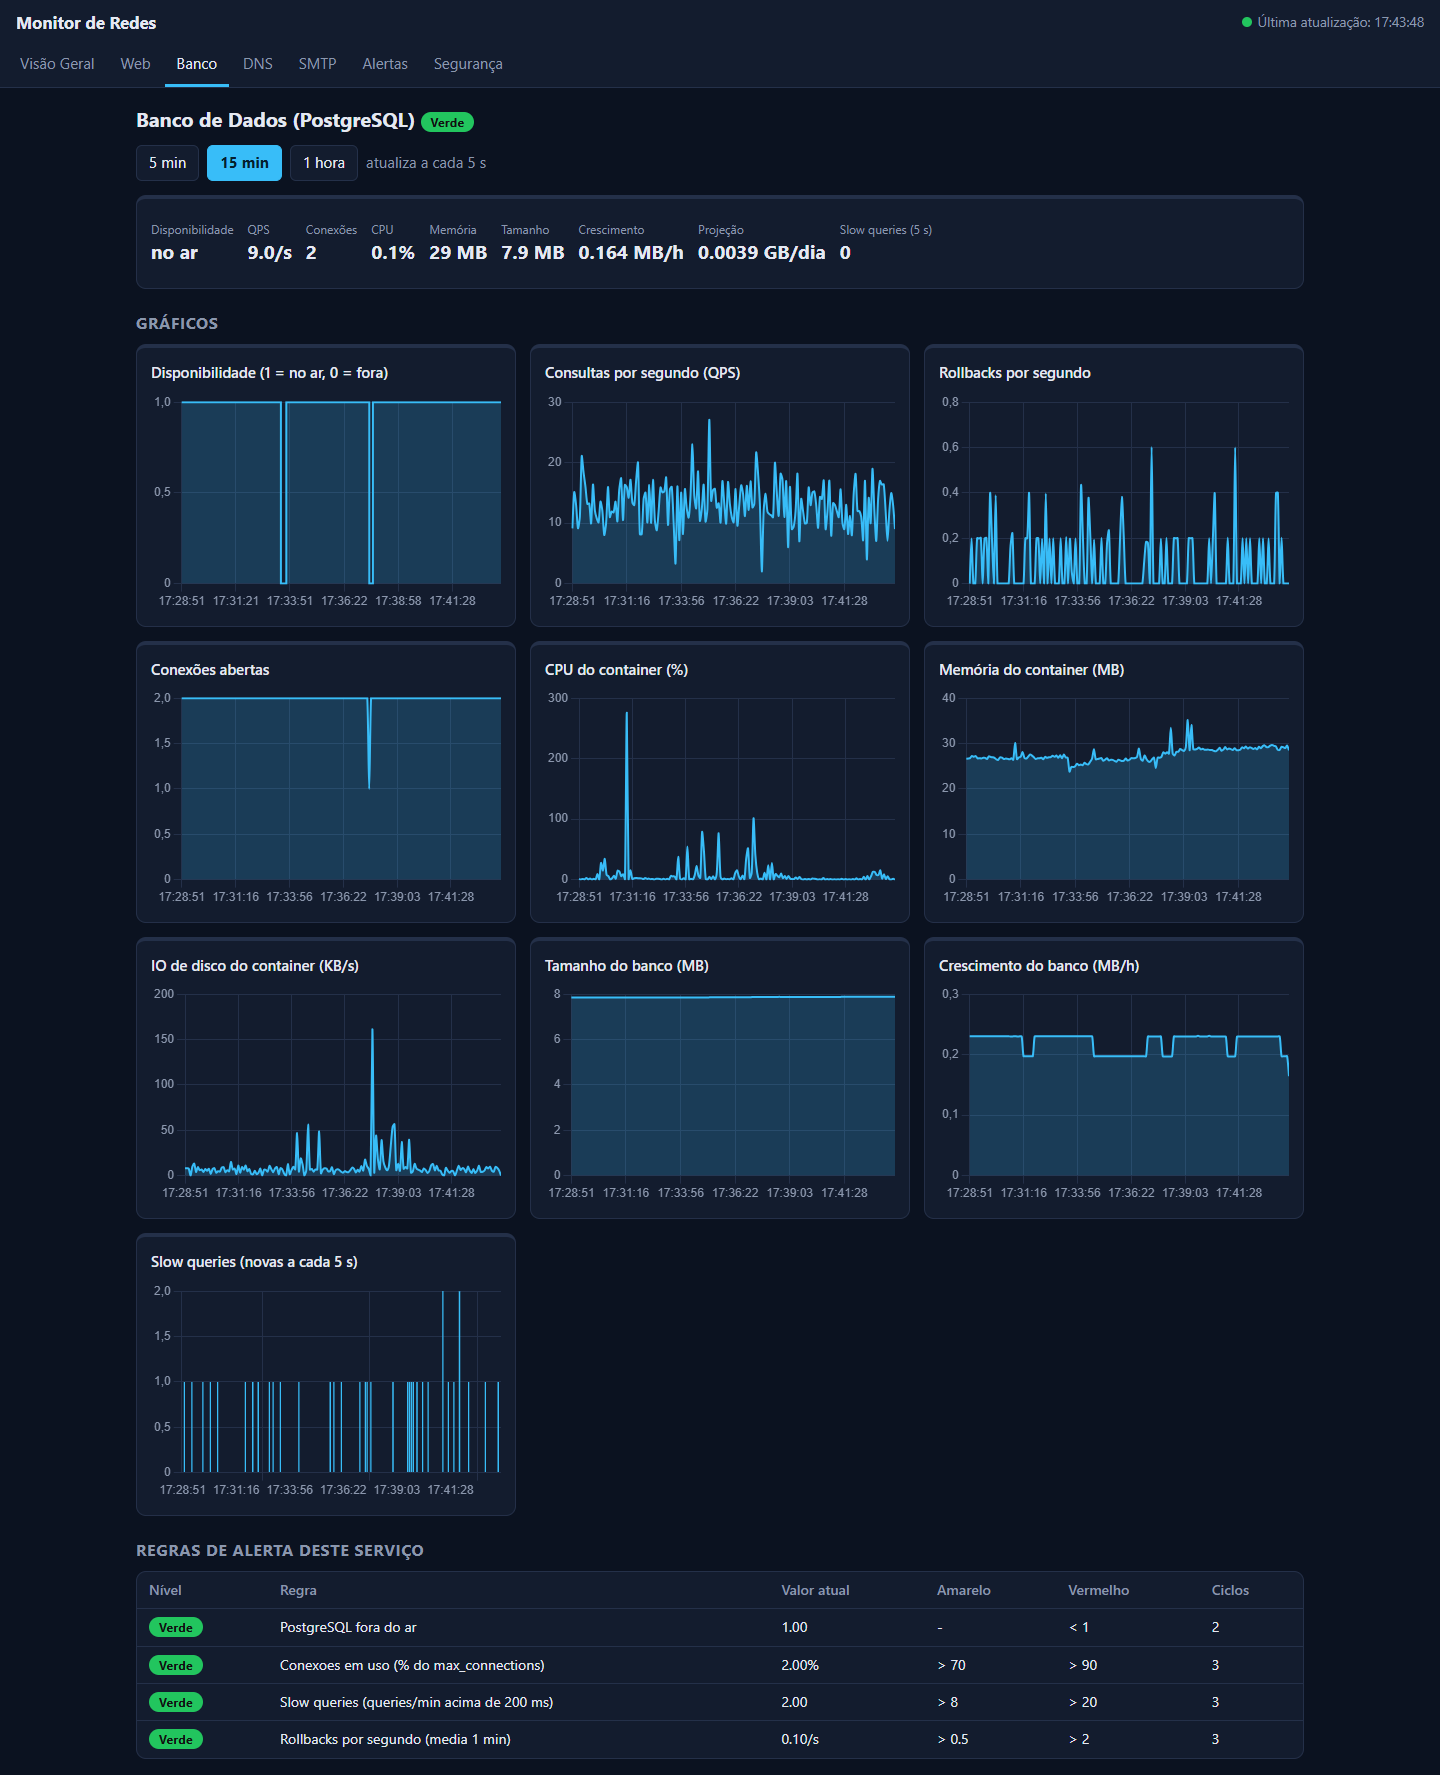 Monitor de Redes
Última atualização: 17:43:48
Visão Geral Web Banco DNS SMTP Alertas Segurança
Banco de Dados (PostgreSQL) Verde
5 min 15 min 1 hora atualiza a cada 5 s
Disponibilidade QPS Conexões CPU Memória Tamanho Crescimento Projeção Slow queries (5 s)
no ar 9.0/s 2 0.1% 29 MB 7.9 MB 0.164 MB/h 0.0039 GB/dia 0
GRÁFICOS
Disponibilidade (1 = no ar, 0 = fora)
1,0
0,5
0
17:28:51 17:31:21 17:33:51 17:36:22 17:38:58 17:41:28
Consultas por segundo (QPS)
30
20
10
0
17:28:51 17:31:16 17:33:56 17:36:22 17:39:03 17:41:28
Rollbacks por segundo
0,8
0,6
0,4
0,2
0
17:28:51 17:31:16 17:33:56 17:36:22 17:39:03 17:41:28
Conexões abertas
2,0
1,5
1,0
0,5
0
17:28:51 17:31:16 17:33:56 17:36:22 17:39:03 17:41:28
CPU do container (%)
300
200
100
0
17:28:51 17:31:16 17:33:56 17:36:22 17:39:03 17:41:28
Memória do container (MB)
40
30
20
10
0
17:28:51 17:31:16 17:33:56 17:36:22 17:39:03 17:41:28
IO de disco do container (KB/s)
200
150
100
50
0
17:28:51 17:31:16 17:33:56 17:36:22 17:39:03 17:41:28
Tamanho do banco (MB)
8
6
4
2
0
17:28:51 17:31:16 17:33:56 17:36:22 17:39:03 17:41:28
Crescimento do banco (MB/h)
0,3
0,2
0,1
0
17:28:51 17:31:16 17:33:56 17:36:22 17:39:03 17:41:28
Slow queries (novas a cada 5 s)
2,0
1,5
1,0
0,5
0
17:28:51 17:31:16 17:33:56 17:36:22 17:39:03 17:41:28
REGRAS DE ALERTA DESTE SERVIÇO
Nível Regra Valor atual Amarelo Vermelho Ciclos
Verde PostgreSQL fora do ar 1.00 - < 1 2
Verde Conexoes em uso (% do max_connections) 2.00% > 70 > 90 3
Verde Slow queries (queries/min acima de 200 ms) 2.00 > 8 > 20 3
Verde Rollbacks por segundo (media 1 min) 0.10/s > 0.5 > 2 3